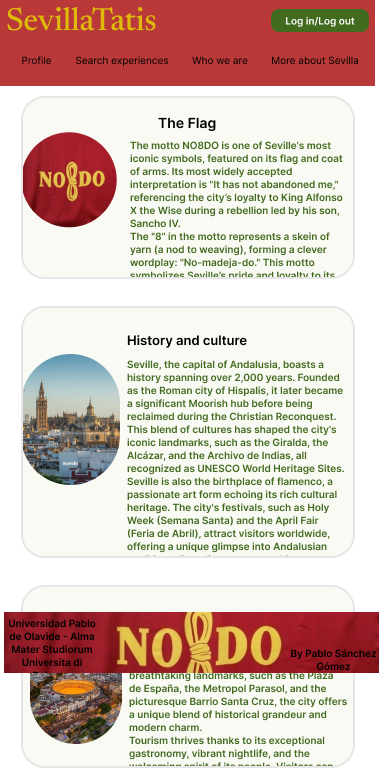 SevillaTatis
Log in/Log out
Profile
Search experiences
Who we are
More about Sevilla
The Flag
NO8DO
The motto NO8DO is one of Seville's most
iconic symbols, featured on its flag and coat
of arms. Its most widely accepted
interpretation is "It has not abandoned me,"
referencing the city's loyalty to King Alfonso
X the Wise during a rebellion led by his son,
Sancho IV.
The "8" in the motto represents a skein of
yarn (a nod to weaving), forming a clever
wordplay: "No-madeja-do." This motto
symbolizes Seville's pride and loyalty to its
History and culture
Seville, the capital of Andalusia, boasts a
history spanning over 2,000 years. Founded
as the Roman city of Hispalis, it later became
a significant Moorish hub before being
reclaimed during the Christian Reconquest.
This blend of cultures has shaped the city's
iconic landmarks, such as the Giralda, the
Alcázar, and the Archivo de Indias, all
recognized as UNESCO World Heritage Sites.
Seville is also the birthplace of flamenco, a
passionate art form echoing its rich cultural
heritage. The city's festivals, such as Holy
Week (Semana Santa) and the April Fair
(Feria de Abril), attract visitors worldwide,
offering a unique glimpse into Andalusian
Universidad Pablo
de Olavide - Alma
Mater Studiorum
Universita di
NO8DO
By Pablo Sánchez
Gómez
breathtaking landmarks, such as the Plaza
de España, the Metropol Parasol, and the
picturesque Barrio Santa Cruz, the city offers
a unique blend of historical grandeur and
modern charm.
Tourism thrives thanks to its exceptional
gastronomy, vibrant nightlife, and the
welcoming spirit of its people. Visitors can